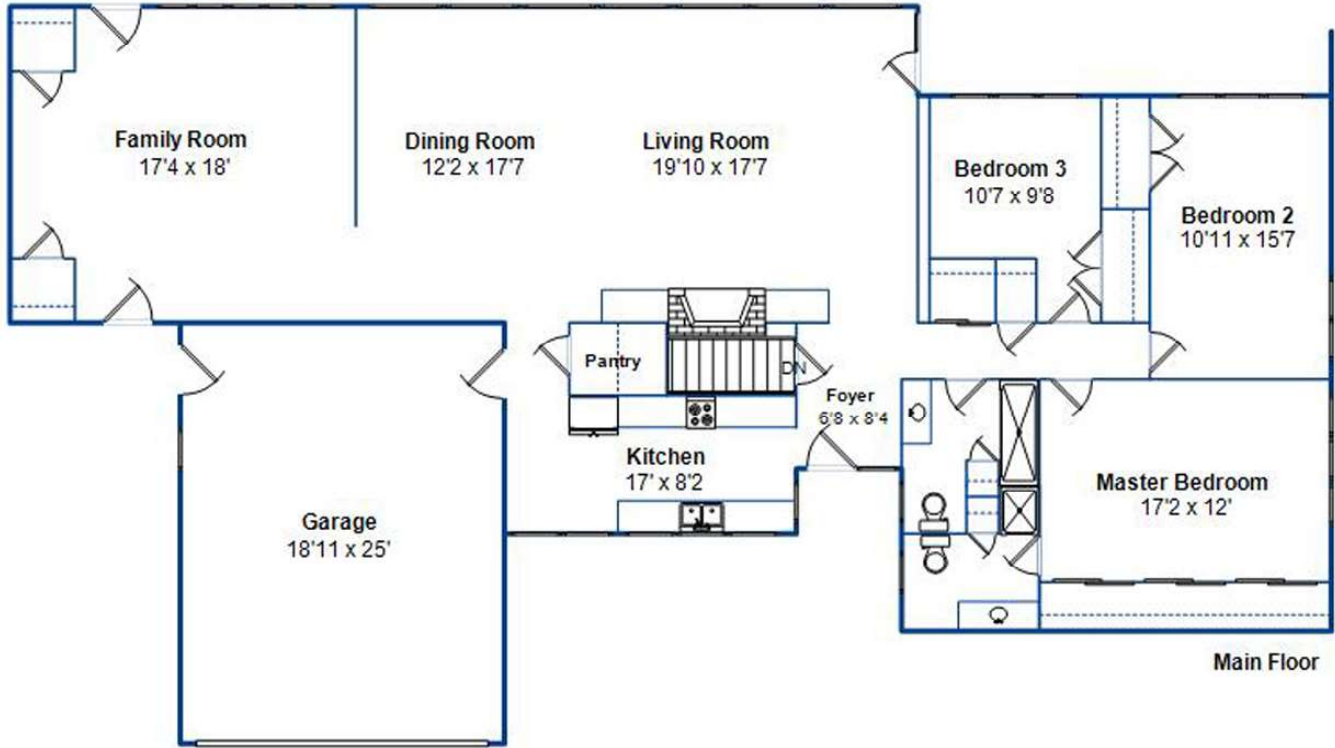 Family Room
17'4 x 18'
Dining Room
12'2 x 17'7
Living Room
19'10 x 17'7
Bedroom 3
10'7 x 9'8
Bedroom 2
10'11 x 15'7
Pantry
DN
Foyer
6'8 x 8'4
Kitchen
17' x 8'2
Master Bedroom
17'2 x 12'
Garage
18'11 x 25'
Main Floor